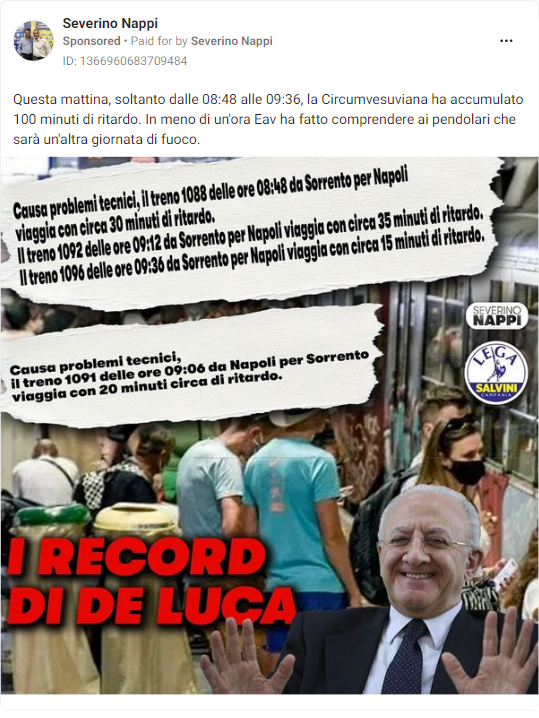 Severino Nappi
Sponsored • Paid for by Severino Nappi
ID: 1366960683709484
Questa mattina, soltanto dalle 08:48 alle 09:36, la Circumvesuviana ha accumulato
100 minuti di ritardo. In meno di un'ora Eav ha fatto comprendere ai pendolari che
sarà un'altra giornata di fuoco.
Causa problemi tecnici, il treno 1088 delle ore 08:48 da Sorrento per Napoli
viaggia con circa 30 minuti di ritardo.
Il treno 1092 delle ore 09:12 da Sorrento per Napoli viaggia con circa 35 minuti di ritardo.
Il treno 1096 delle ore 09:36 da Sorrento per Napoli viaggia con circa 15 minuti di ritardo.
SEVERINO
NAPPI
LEGA
SALVINI
CAMPANIA
Causa problemi tecnici,
il treno 1091 delle ore 09:06 da Napoli per Sorrento
viaggia con 20 minuti circa di ritardo.
I RECORD
DI DE LUCA